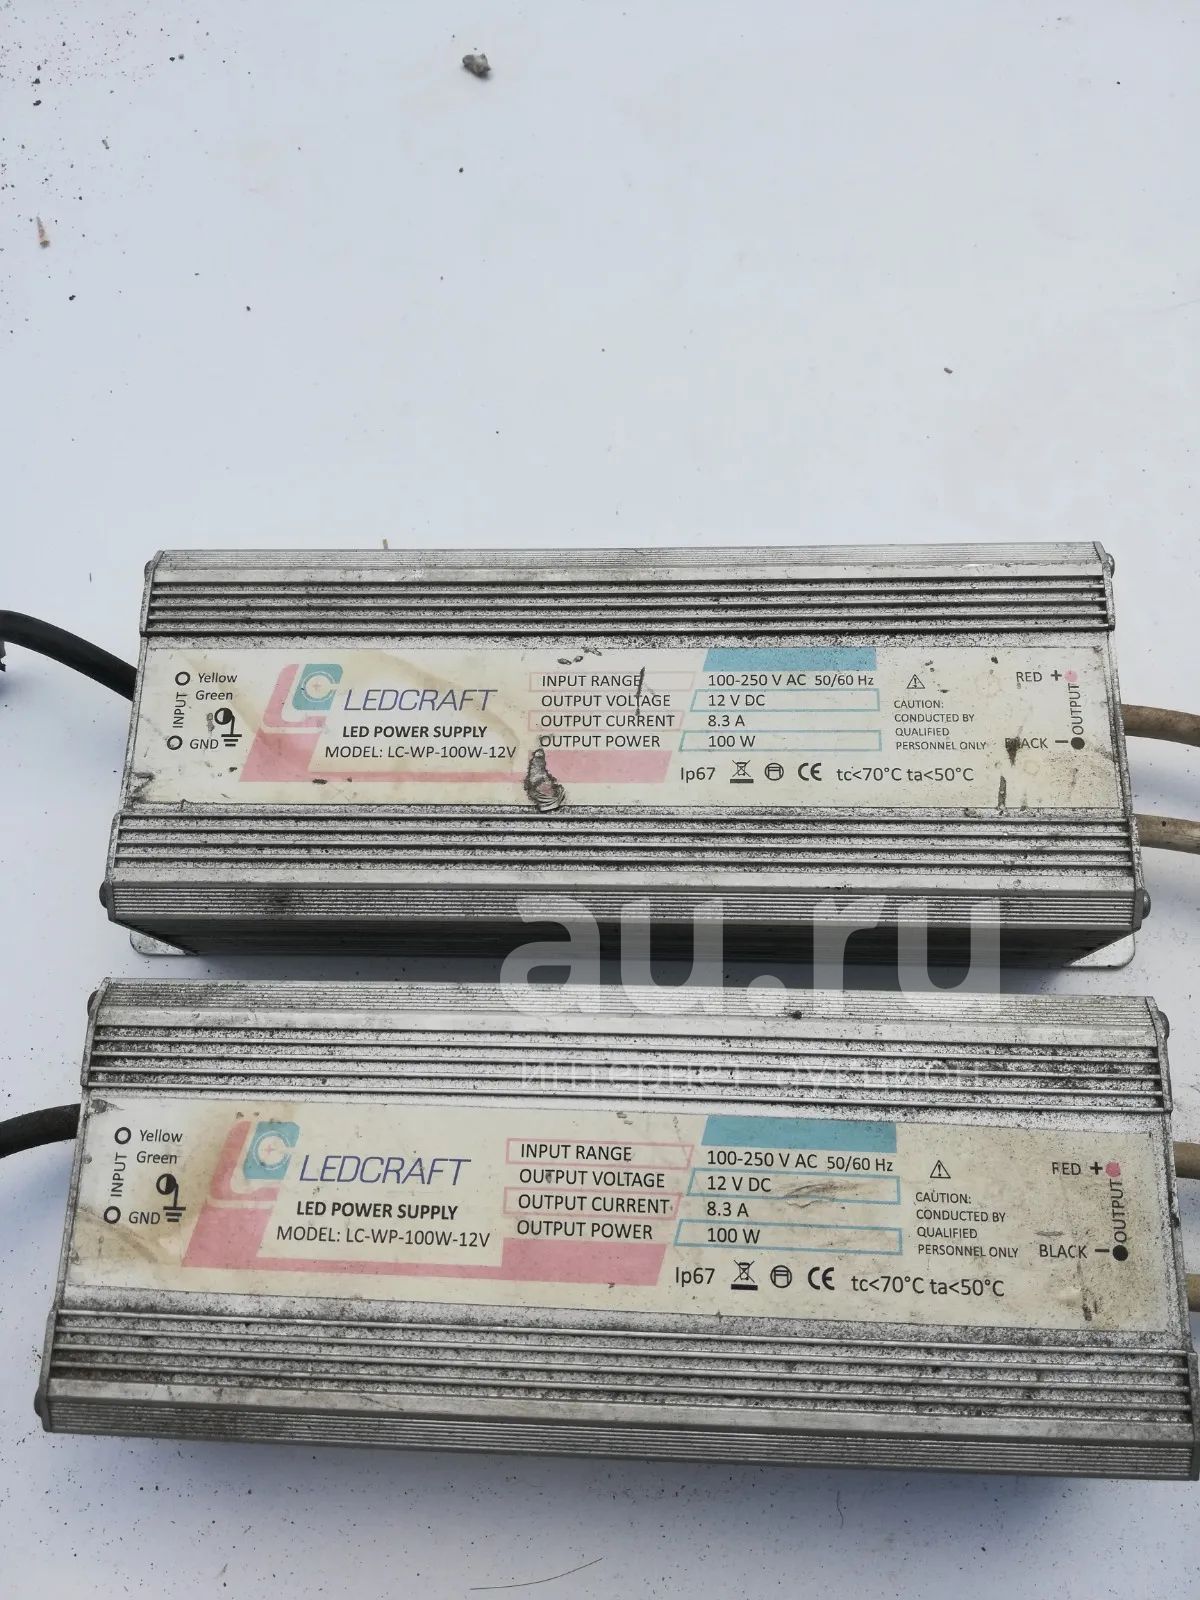 Yellow
Green
INPUT
GND
LEDCRAFT
LED POWER SUPPLY
MODEL: LC-WP-100W-12V
INPUT RANGE 100-250 V AC 50/60 Hz
OUTPUT VOLTAGE 12 V DC
OUTPUT CURRENT 8.3 A
OUTPUT POWER 100 W
Ip67 CE tc<70°C ta<50°C
CAUTION:
CONDUCTED BY
QUALIFIED
PERSONNEL ONLY
RED +
BLACK −
OUTPUT
au.ru
интернет-аукцион
Yellow
Green
INPUT
GND
LEDCRAFT
LED POWER SUPPLY
MODEL: LC-WP-100W-12V
INPUT RANGE 100-250 V AC 50/60 Hz
OUTPUT VOLTAGE 12 V DC
OUTPUT CURRENT 8.3 A
OUTPUT POWER 100 W
Ip67 CE tc<70°C ta<50°C
CAUTION:
CONDUCTED BY
QUALIFIED
PERSONNEL ONLY
RED +
BLACK −
OUTPUT